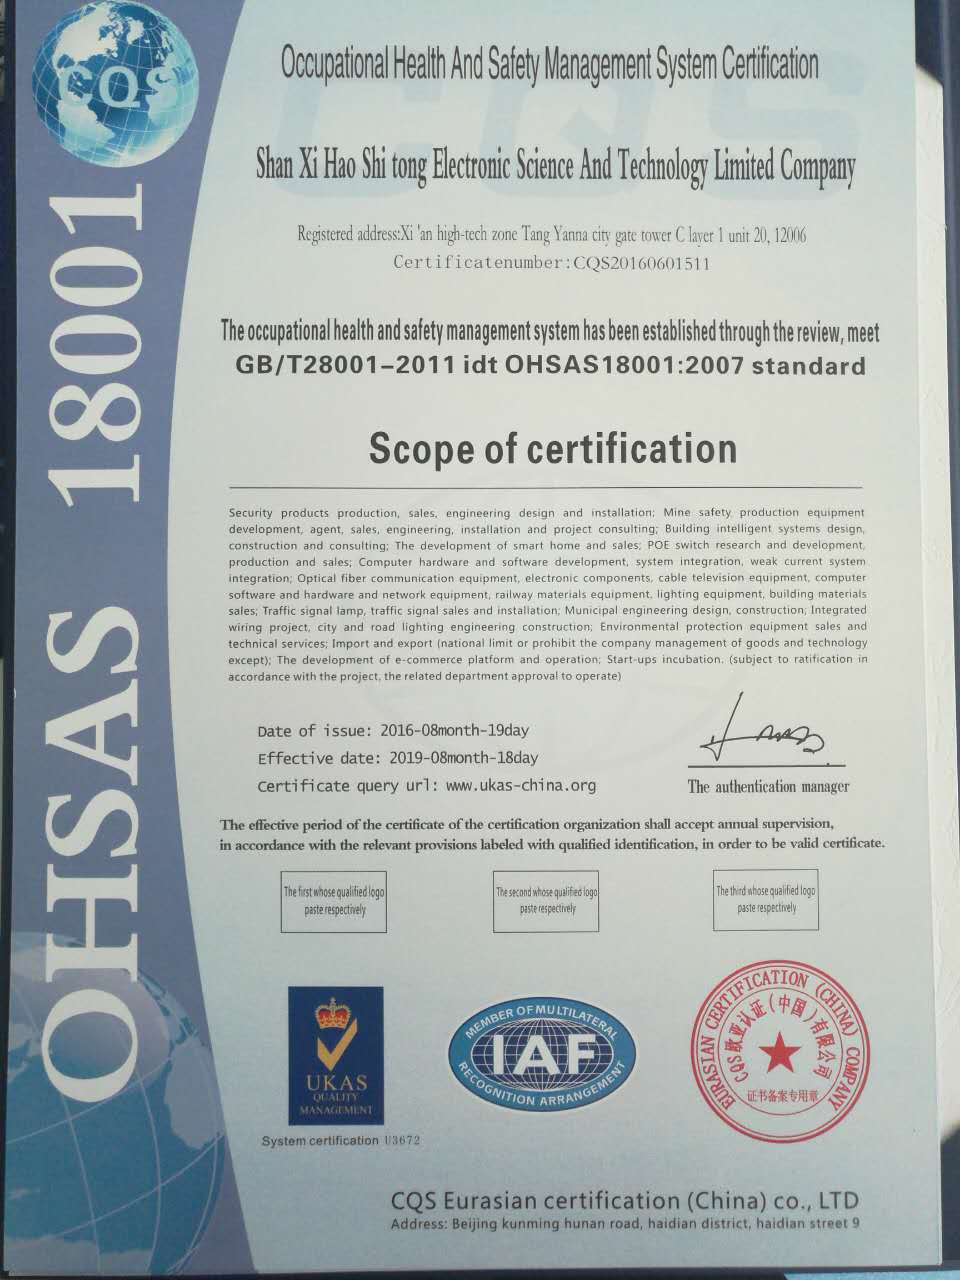 CQS
OHSAS 18001
Occupational Health And Safety Management System Certification
Shan Xi Hao Shi tong Electronic Science And Technology Limited Company
Registered address:Xi 'an high-tech zone Tang Yanna city gate tower C layer 1 unit 20, 12006
Certificatenumber:CQS20160601511
The occupational health and safety management system has been established through the review, meet
GB/T28001-2011 idt OHSAS18001:2007 standard
Scope of certification
Security products production, sales, engineering design and installation; Mine safety, production equipment
development, agent, sales, engineering, installation and project consulting; Building intelligent systems design,
construction and consulting; The development of smart home and sales; POE switch research and development,
production and sales; Computer hardware and software development, system integration, weak current system
integration; Optical fiber communication equipment, electronic components, cable television equipment, computer
software and hardware and network equipment, railway materials equipment, lighting equipment, building materials
sales; Traffic signal lamp, traffic signal sales and installation; Municipal engineering design, construction; Integrated
wiring project, city and road lighting engineering construction; Environmental protection equipment sales and
technical services; Import and export (national limit or prohibit the company management of goods and technology
except); The development of e-commerce platform and operation; Start-ups incubation. (subject to ratification in
accordance with the project, the related department approval to operate)
Date of issue: 2016-08month-19day
Effective date: 2019-08month-18day
Certificate query url: www.ukas-china.org
The authentication manager
The effective period of the certificate of the certification organization shall accept annual supervision,
in accordance with the relevant provisions labeled with qualified identification, in order to be valid certificate.
The first whose qualified logo
paste respectively
The second whose qualified logo
paste respectively
The third whose qualified logo
paste respectively
UKAS
QUALITY
MANAGEMENT
System certification U3672
MEMBER OF MULTILATERAL
IAF
RECOGNITION ARRANGEMENT
EURASIAN CERTIFICATION (CHINA) COMPANY
CQS欧亚认证(中国)有限公司
证书备案专用章
CQS Eurasian certification (China) co., LTD
Address: Beijing kunming hunan road, haidian district, haidian street 9